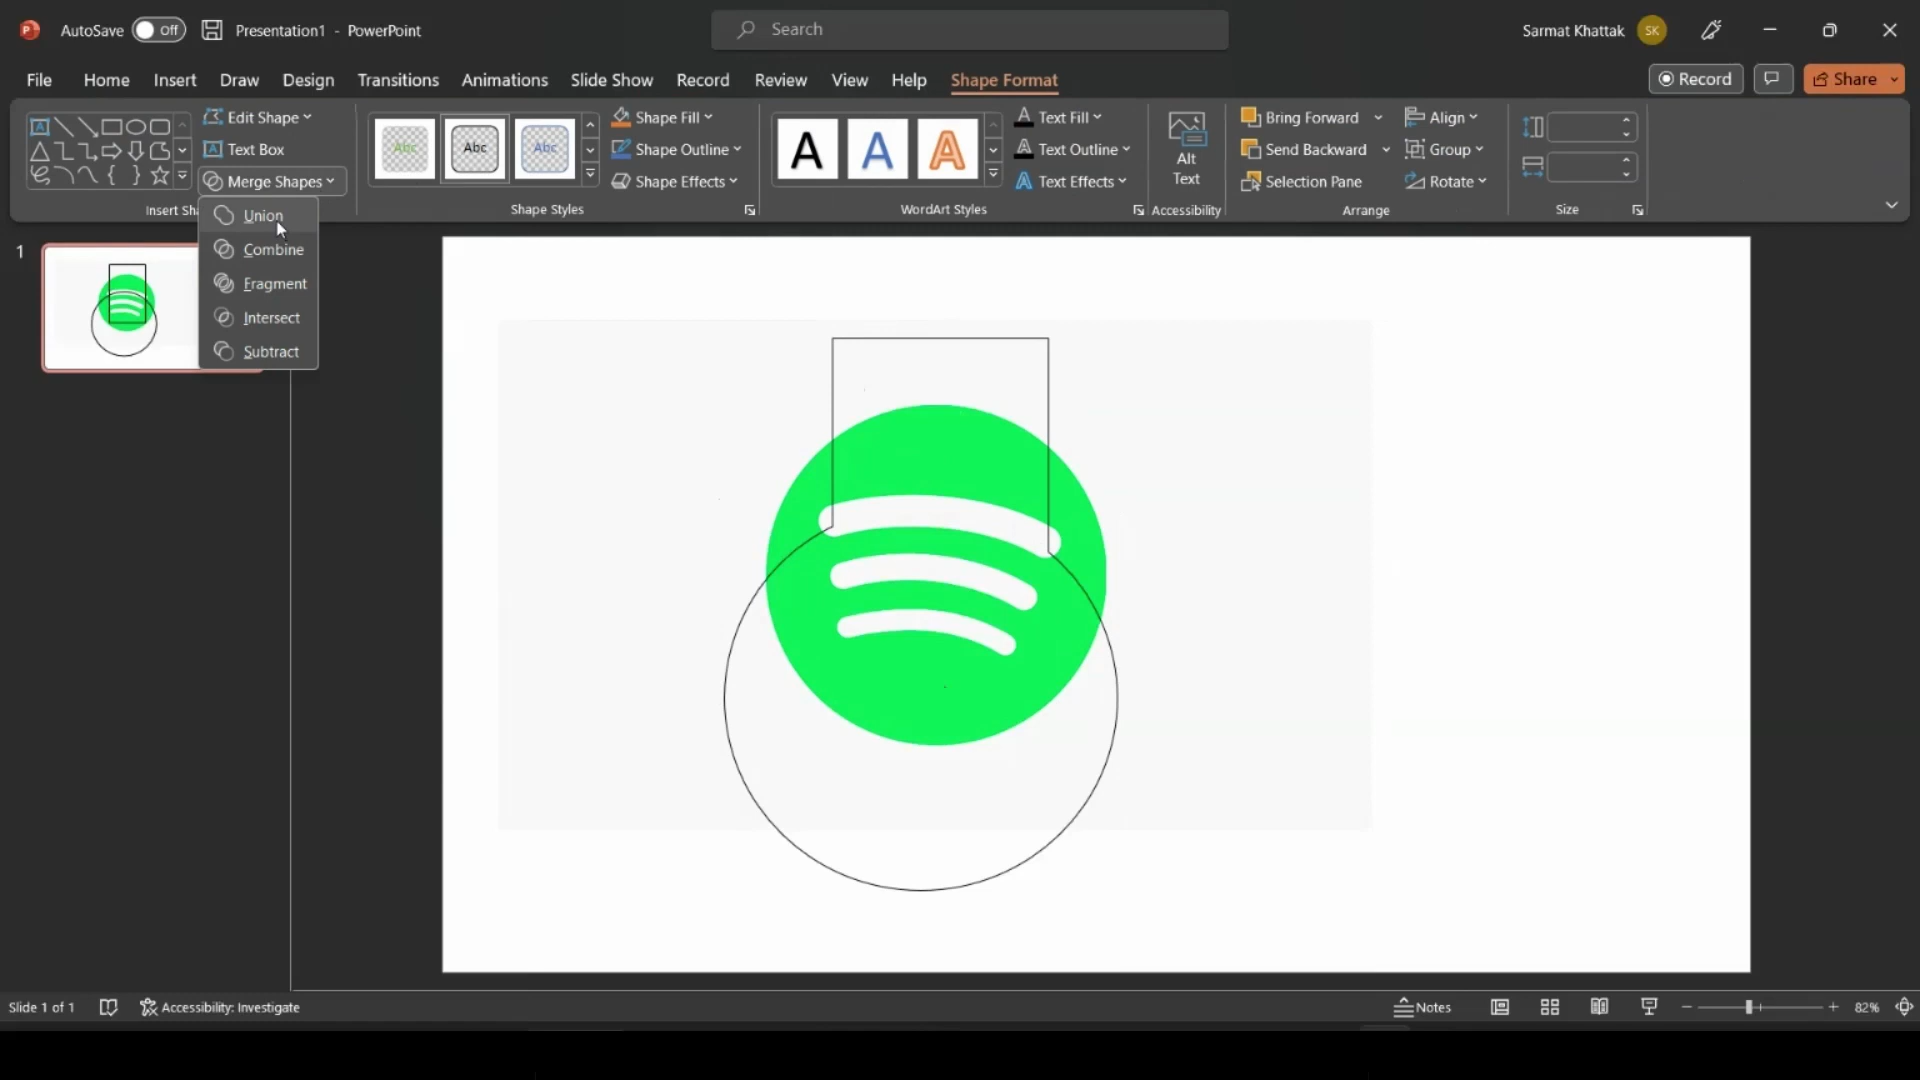 AutoSave Off Presentation1 - PowerPoint Search Sarmat Khattak SK
File Home Insert Draw Design Transitions Animations Slide Show Record Review View Help Shape Format Record Share
Edit Shape
Text Box
Merge Shapes
Abc Abc Abc
Shape Fill
Shape Outline
Shape Effects
A A A
Text Fill
Text Outline
Text Effects
Alt
Text
Bring Forward
Send Backward
Selection Pane
Align
Group
Rotate
Insert Sha Shape Styles WordArt Styles Accessibility Arrange Size
Union
Combine
Fragment
Intersect
Subtract
1
Slide 1 of 1 Accessibility: Investigate Notes 82%